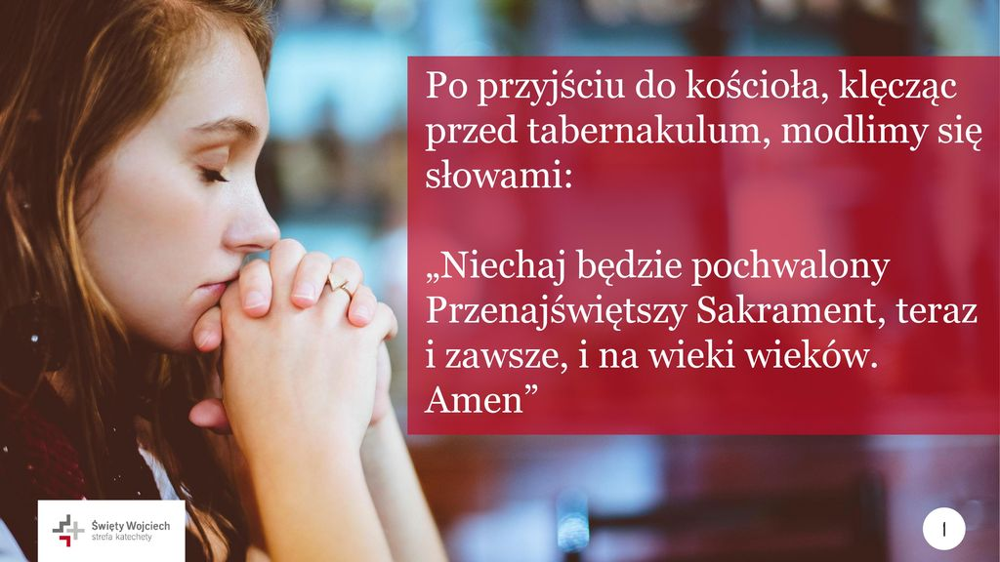 Po przyjściu do kościoła, klęcząc
przed tabernakulum, modlimy się
słowami:
„Niechaj będzie pochwalony
Przenajświętszy Sakrament, teraz
i zawsze, i na wieki wieków.
Amen”
Święty Wojciech
strefa katechety
1